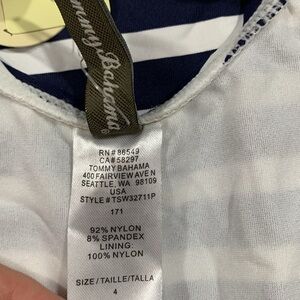 Tommy Bahama
RN# 86549
CA# 58297
TOMMY BAHAMA
400 FAIRVIEW AVE N
SEATTLE, WA 98109
USA
STYLE # TSW32711P
171
92% NYLON
8% SPANDEX
LINING:
100% NYLON
SIZE/TAILLE/TALLA
4